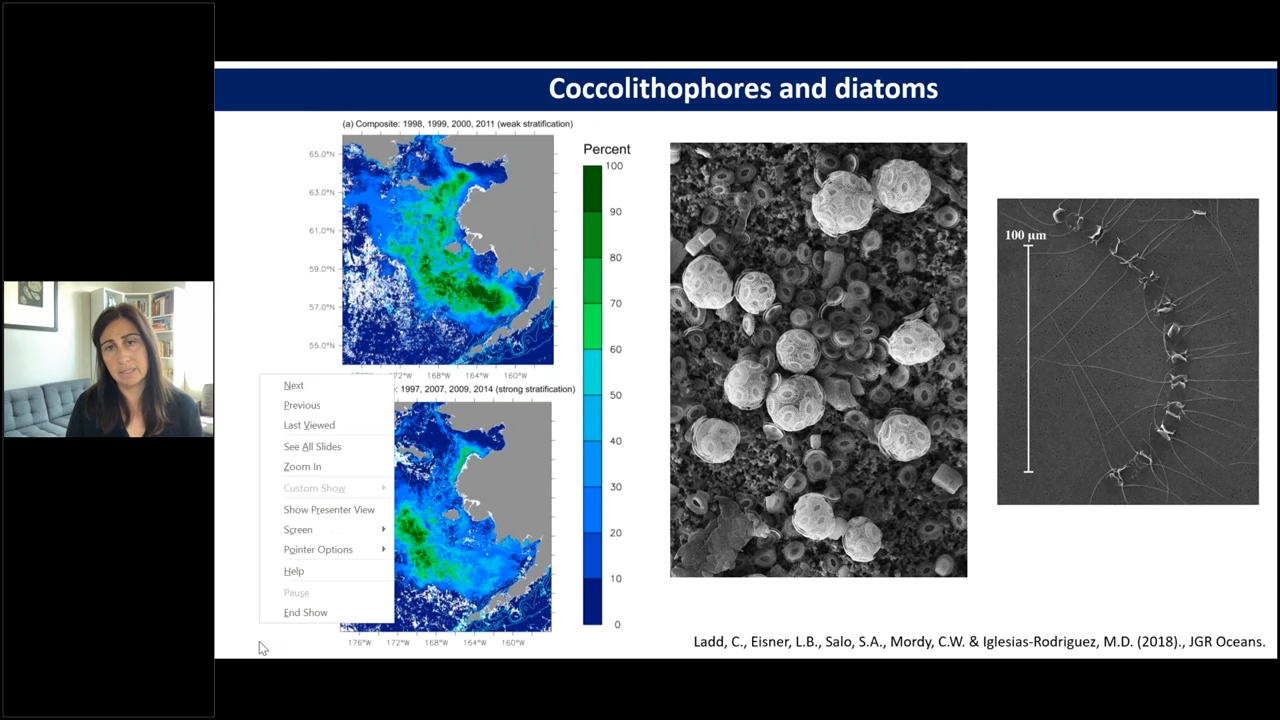 Coccolithophores and diatoms
(a) Composite: 1998, 1999, 2000, 2011 (weak stratification)
65.0°N
63.0°N
61.0°N
59.0°N
57.0°N
55.0°N
172°W 168°W 164°W 160°W
Percent
100
90
80
70
60
50
40
30
20
10
0
: 1997, 2007, 2009, 2014 (strong stratification)
176°W 172°W 168°W 164°W 160°W
Next
Previous
Last Viewed
See All Slides
Zoom In
Custom Show
Show Presenter View
Screen
Pointer Options
Help
Pause
End Show
100 µm
Ladd, C., Eisner, L.B., Salo, S.A., Mordy, C.W. & Iglesias-Rodriguez, M.D. (2018)., JGR Oceans.